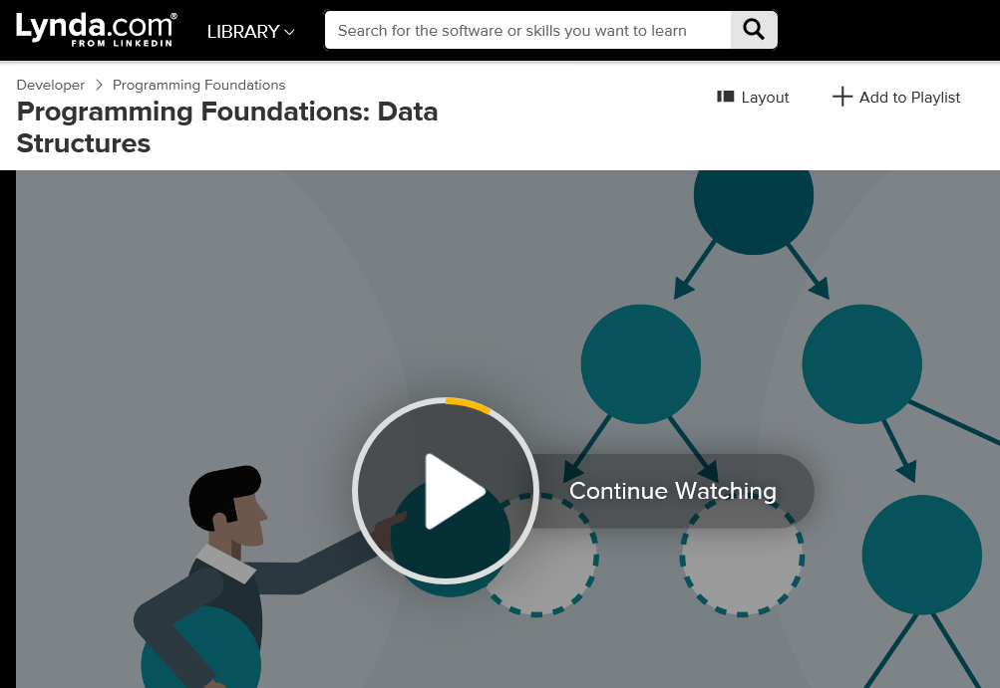 Lynda.com®
FROM LINKEDIN
LIBRARY
Search for the software or skills you want to learn
Developer > Programming Foundations
Programming Foundations: Data
Structures
Layout
Add to Playlist
Continue Watching